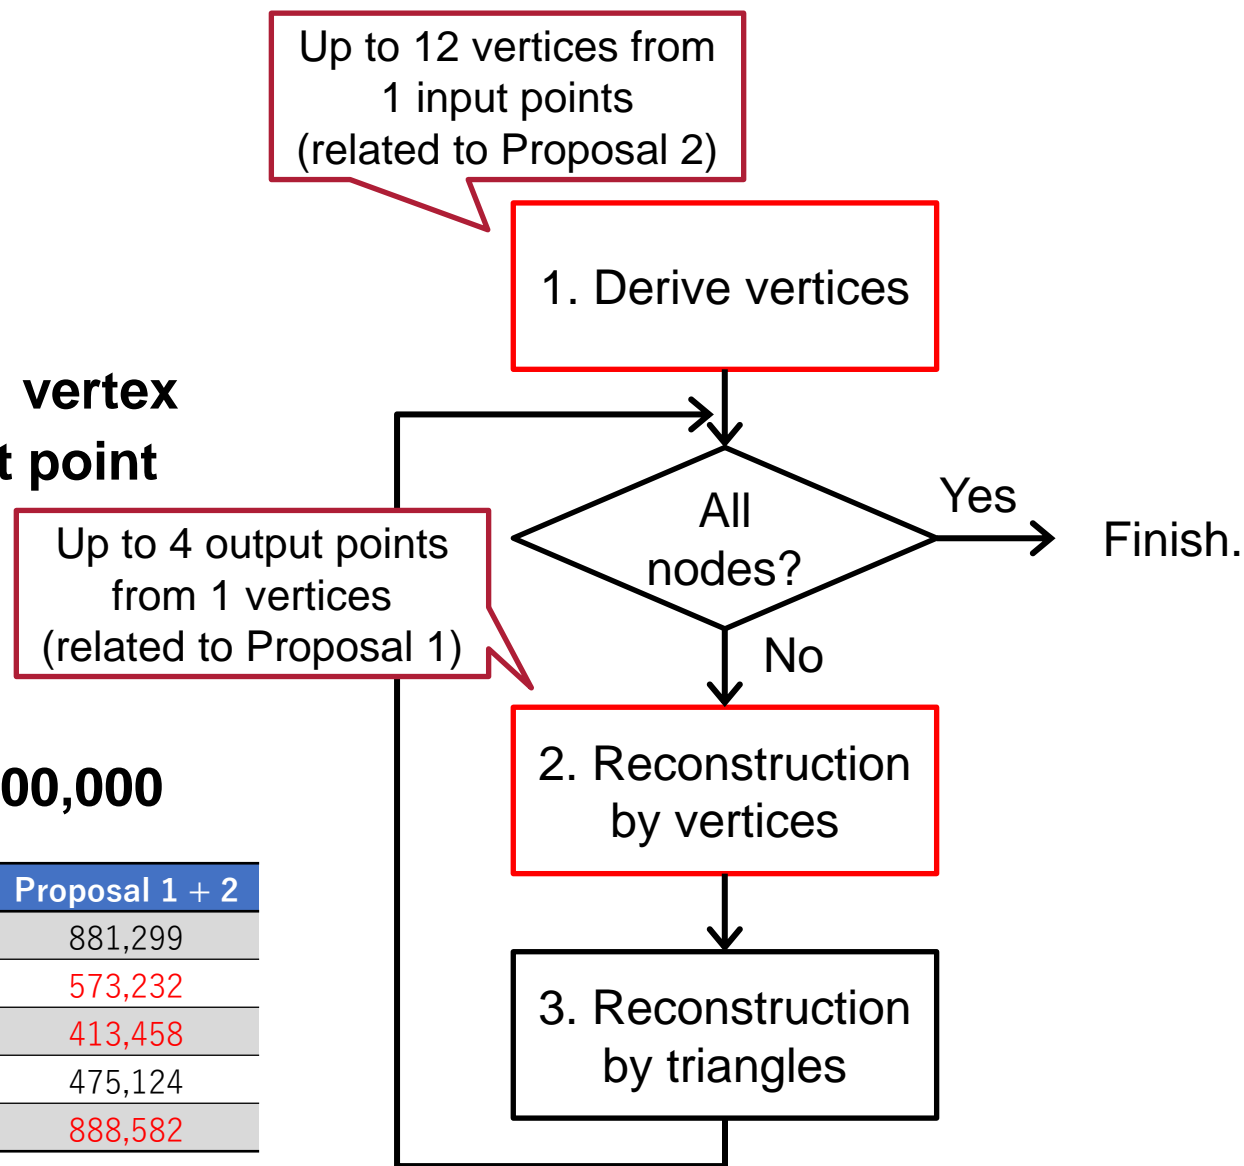 Up to 12 vertices from
1 input points
(related to Proposal 2)
1. Derive vertices
vertex
t point
All
nodes?
Yes
Finish.
Up to 4 output points
from 1 vertices
(related to Proposal 1)
No
2. Reconstruction
by vertices
00,000
Proposal 1 + 2
881,299
573,232
413,458
475,124
888,582
3. Reconstruction
by triangles